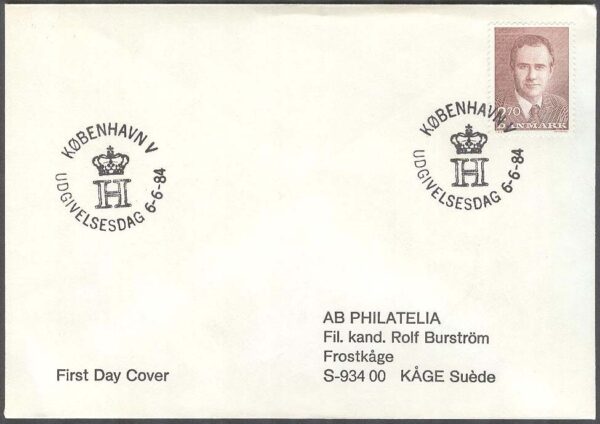 2.70
DANMARK
KØBENHAVN V
H
UDGIVELSESDAG 6-6-84
KØBENHAVN V
H
UDGIVELSESDAG 6-6-84
AB PHILATELIA
Fil. kand. Rolf Burström
Frostkåge
S-934 00 KÅGE Suède
First Day Cover